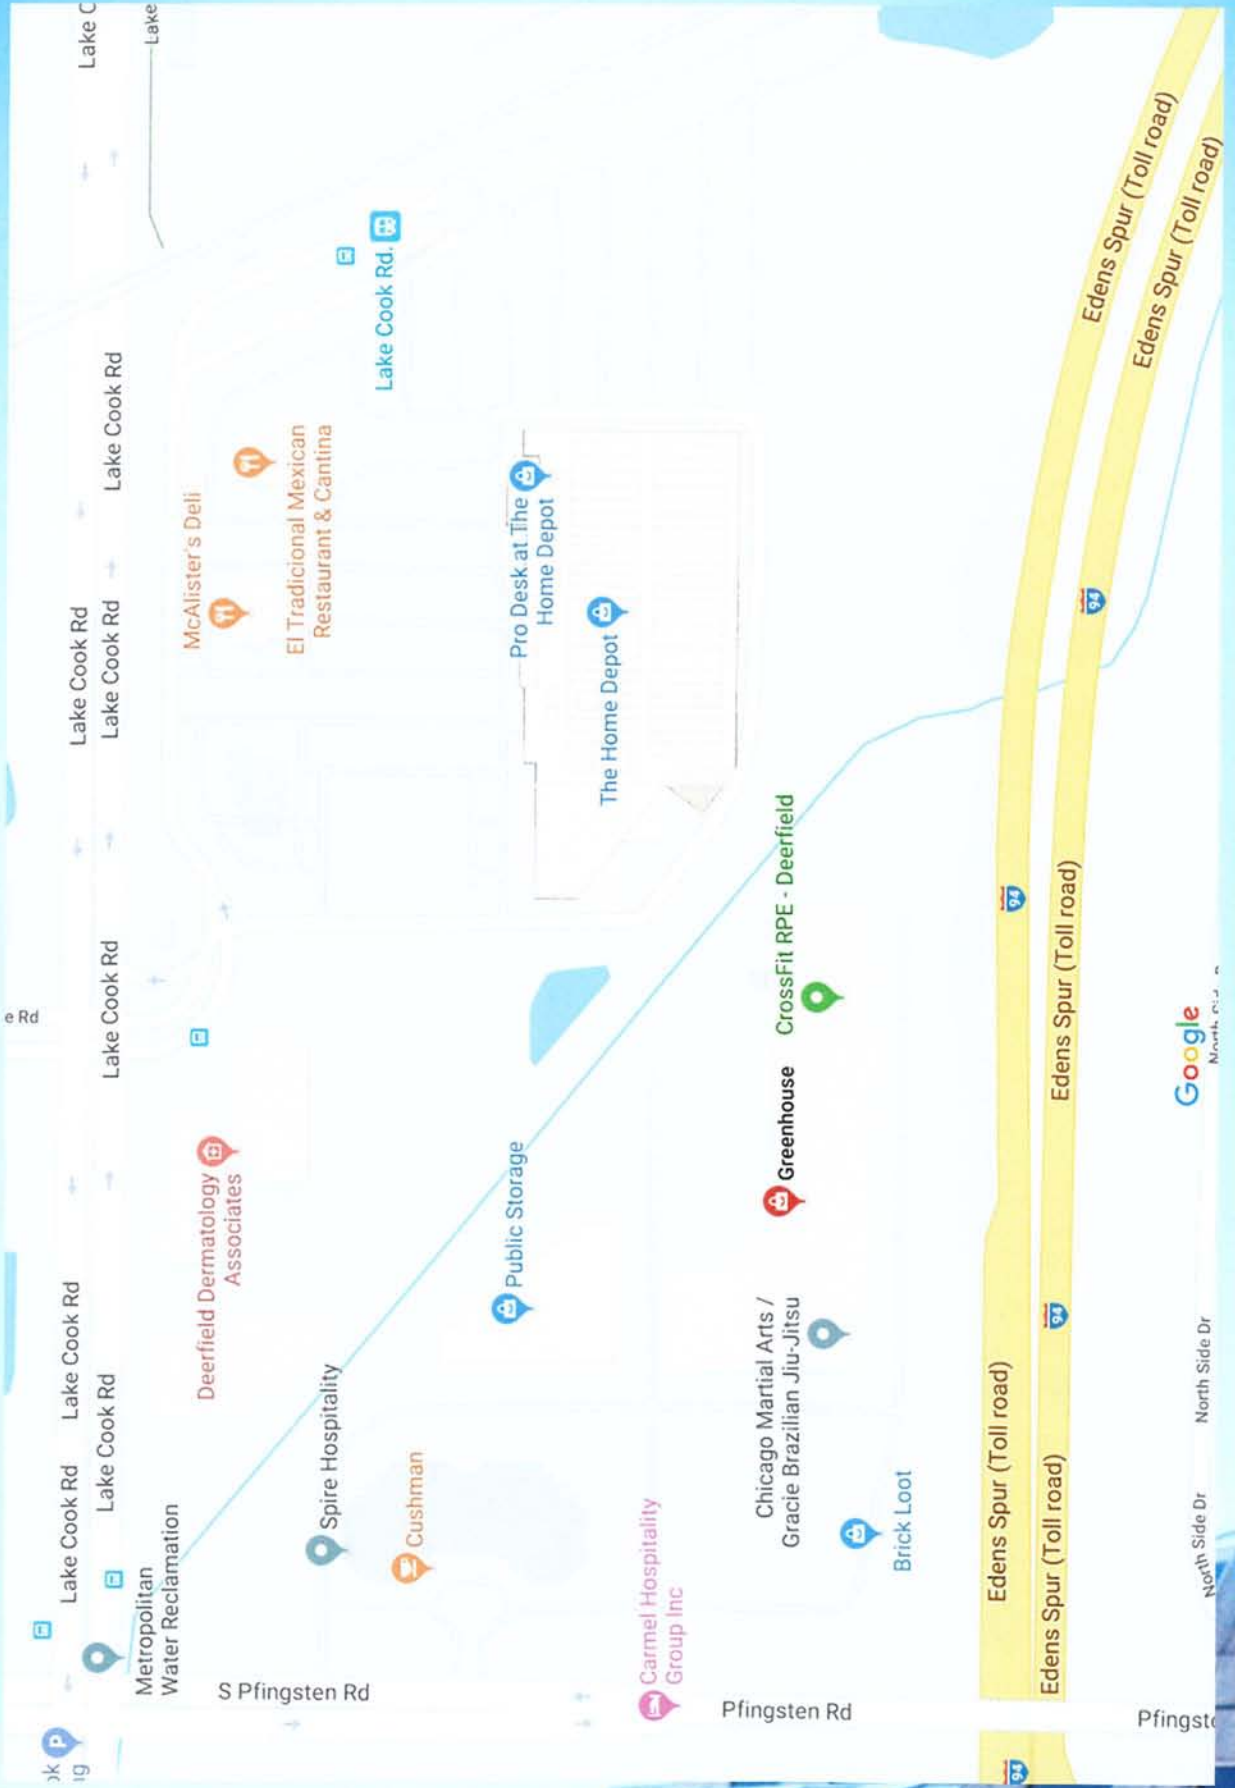 e Rd
Lake Cook Rd
Lake Cook Rd
Lake Cook Rd
Lake C
P
Lake Cook Rd
Lake Cook Rd
Lake Cook Rd
Lake Cook Rd
Lake
Metropolitan
Water Reclamation
McAlister's Deli
Deerfield Dermatology
Associates
S Pfingsten Rd
El Tradicional Mexican
Restaurant & Cantina
Spire Hospitality
Lake Cook Rd.
Cushman
Public Storage
Pro Desk at The
Home Depot
The Home Depot
Carmel Hospitality
Group Inc
Pfingsten Rd
Chicago Martial Arts /
Gracie Brazilian Jiu-Jitsu
Greenhouse
CrossFit RPE - Deerfield
Brick Loot
94
Edens Spur (Toll road)
94
Edens Spur (Toll road)
Edens Spur (Toll road)
94
Edens Spur (Toll road)
94
Edens Spur (Toll road)
Pfingst
North Side Dr
North Side Dr
Google